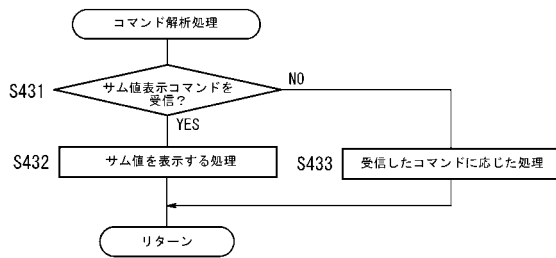 コマンド解析処理
S431
サム値表示コマンドを
受信?
NO
YES
S432
サム値を表示する処理
S433
受信したコマンドに応じた処理
リターン